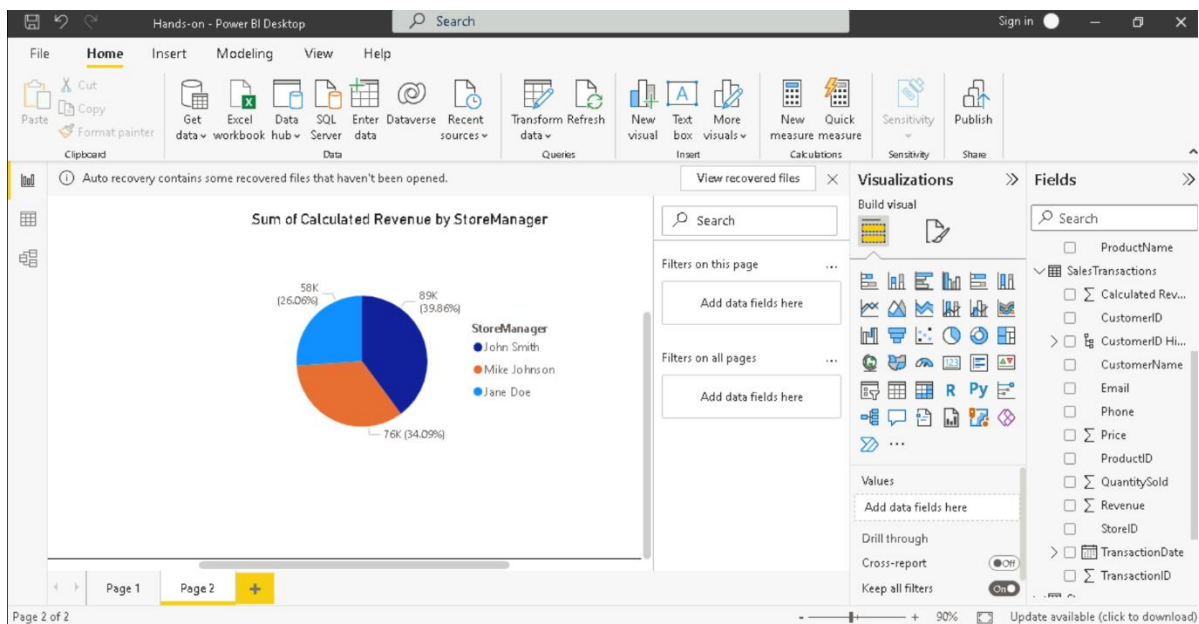 Hands-on - Power BI Desktop
Search
Sign in
File Home Insert Modeling View Help
Paste
Cut
Copy
Format painter
Clipboard
Get data
Excel workbook
Data hub
SQL Server
Enter data
Dataverse
Recent sources
Data
Transform data
Refresh
Queries
New visual
Text box
More visuals
Insert
New measure
Quick measure
Calculations
Sensitivity
Sensitivity
Publish
Share
Auto recovery contains some recovered files that haven't been opened.
View recovered files
Sum of Calculated Revenue by StoreManager
58K
(26.06%)
89K
(39.86%)
76K (34.09%)
StoreManager
John Smith
Mike Johnson
Jane Doe
Search
Filters on this page
...
Add data fields here
Filters on all pages
...
Add data fields here
Visualizations
Build visual
123
R
Py
...
Values
Add data fields here
Drill through
Cross-report
Off
Keep all filters
On
Fields
Search
ProductName
SalesTransactions
Σ Calculated Rev...
CustomerID
CustomerID Hi...
CustomerName
Email
Phone
Σ Price
ProductID
Σ QuantitySold
Σ Revenue
StoreID
TransactionDate
Σ TransactionID
Page 1
Page 2
+
Page 2 of 2
- + 90%
Update available (click to download)